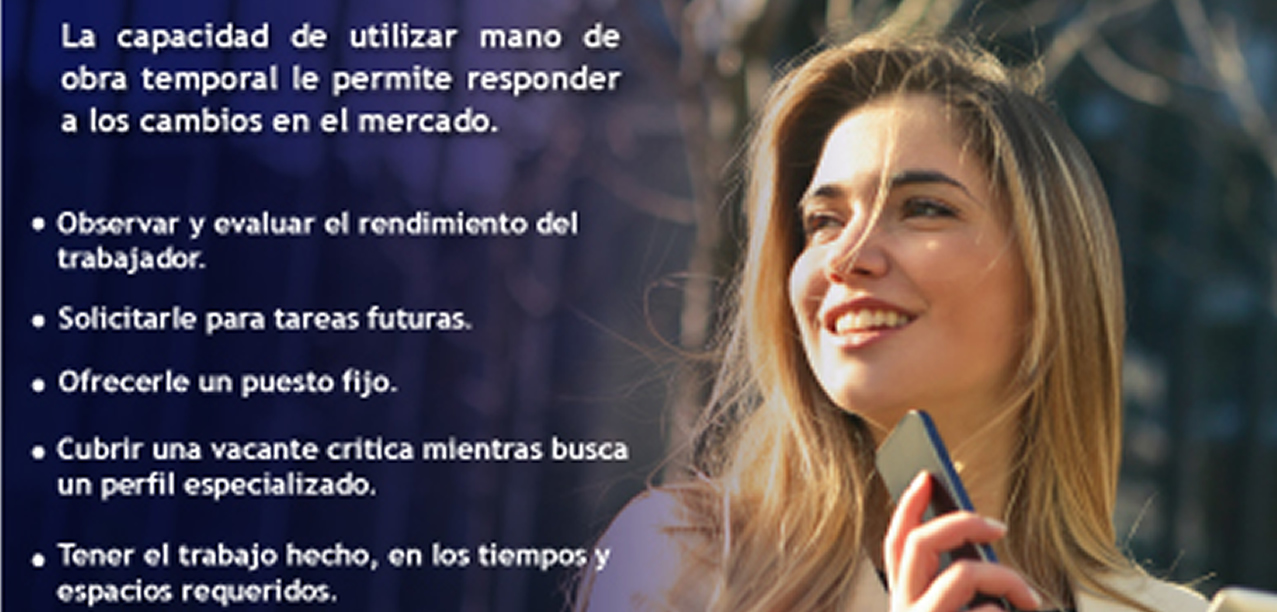 La capacidad de utilizar mano de
obra temporal le permite responder
a los cambios en el mercado.
• Observar y evaluar el rendimiento del
trabajador.
• Solicitarle para tareas futuras.
• Ofrecerle un puesto fijo.
• Cubrir una vacante critica mientras busca
un perfil especializado.
• Tener el trabajo hecho, en los tiempos y
espacios requeridos.